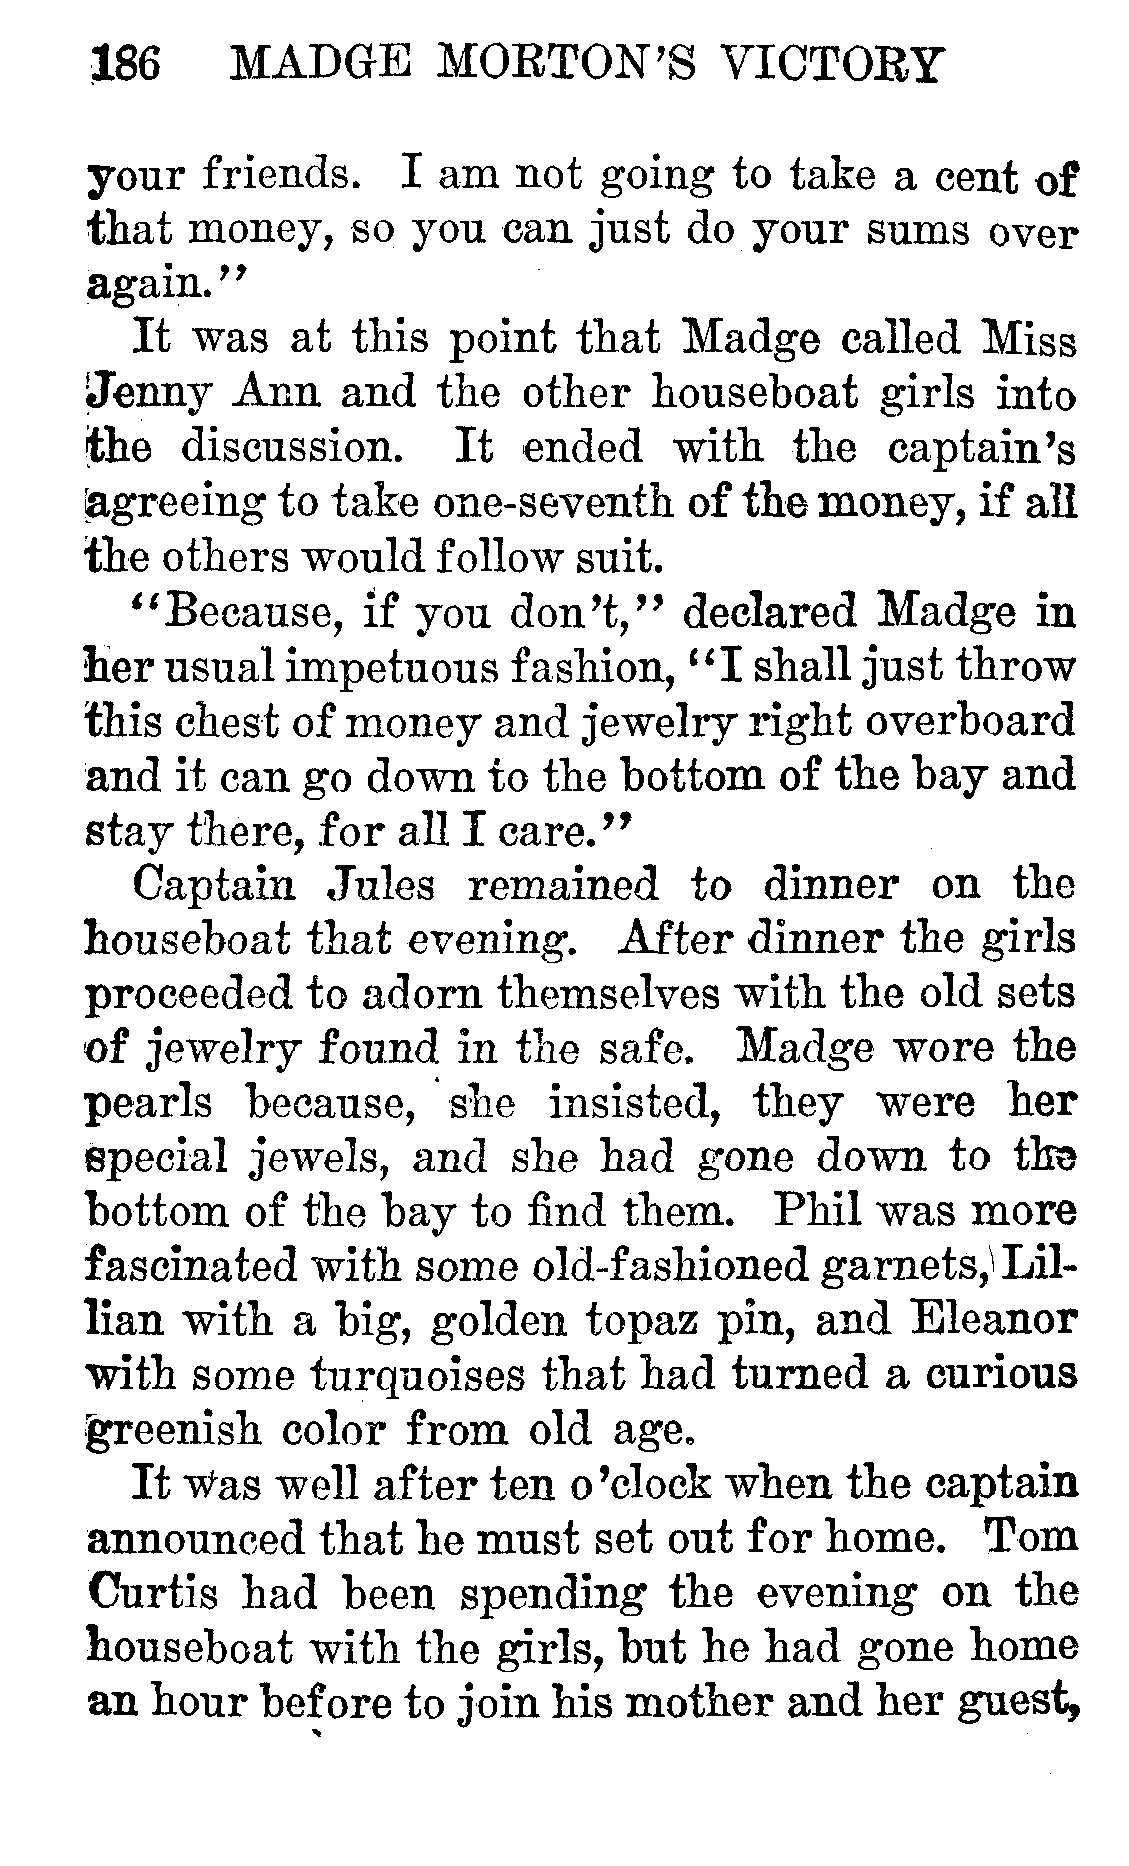 186 MADGE MORTON'S VICTORY
your friends. I am not going to take a cent of
that money, so you can just do your sums over
again."
It was at this point that Madge called Miss
Jenny Ann and the other houseboat girls into
the discussion. It ended with the captain's
agreeing to take one-seventh of the money, if all
the others would follow suit.
"Because, if you don't," declared Madge in
her usual impetuous fashion, "I shall just throw
this chest of money and jewelry right overboard
and it can go down to the bottom of the bay and
stay there, for all I care."
Captain Jules remained to dinner on the
houseboat that evening. After dinner the girls
proceeded to adorn themselves with the old sets
of jewelry found in the safe. Madge wore the
pearls because, she insisted, they were her
special jewels, and she had gone down to the
bottom of the bay to find them. Phil was more
fascinated with some old-fashioned garnets, Lil-
lian with a big, golden topaz pin, and Eleanor
with some turquoises that had turned a curious
greenish color from old age.
It was well after ten o'clock when the captain
announced that he must set out for home. Tom
Curtis had been spending the evening on the
houseboat with the girls, but he had gone home
an hour before to join his mother and her guest,